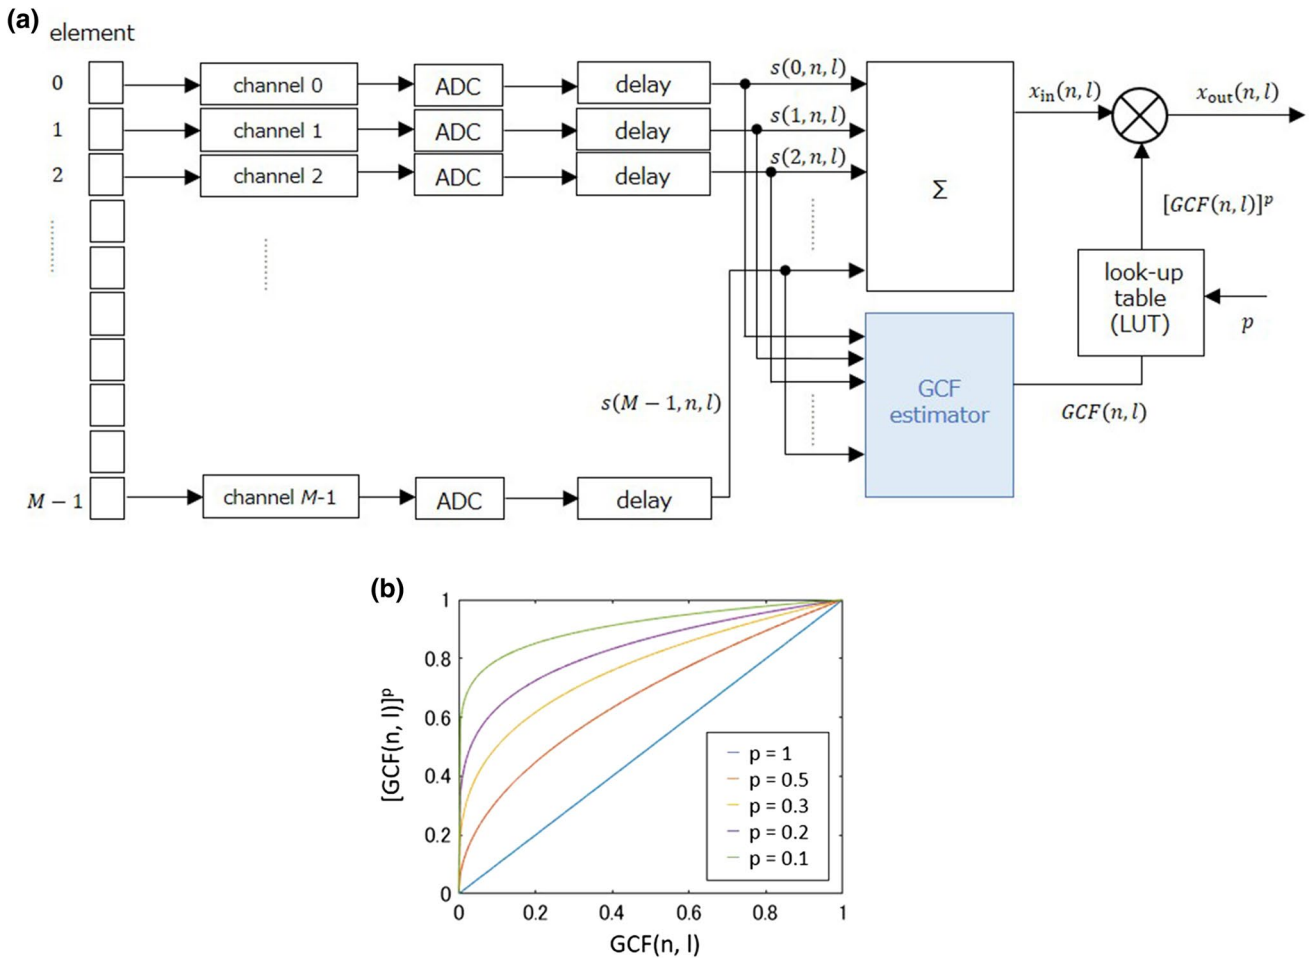 (a)
element
0
channel 0
ADC
delay
s(0,n,l)
1
channel 1
ADC
delay
s(1,n,l)
2
channel 2
ADC
delay
s(2,n,l)
Σ
x_in(n,l)
x_out(n,l)
[GCF(n,l)]^p
look-up
table
(LUT)
p
GCF
estimator
GCF(n,l)
s(M − 1,n,l)
M − 1
channel M-1
ADC
delay
(b)
[GCF(n, l)]^p
1
0.8
0.6
0.4
0.2
0
p = 1
p = 0.5
p = 0.3
p = 0.2
p = 0.1
0 0.2 0.4 0.6 0.8 1
GCF(n, l)